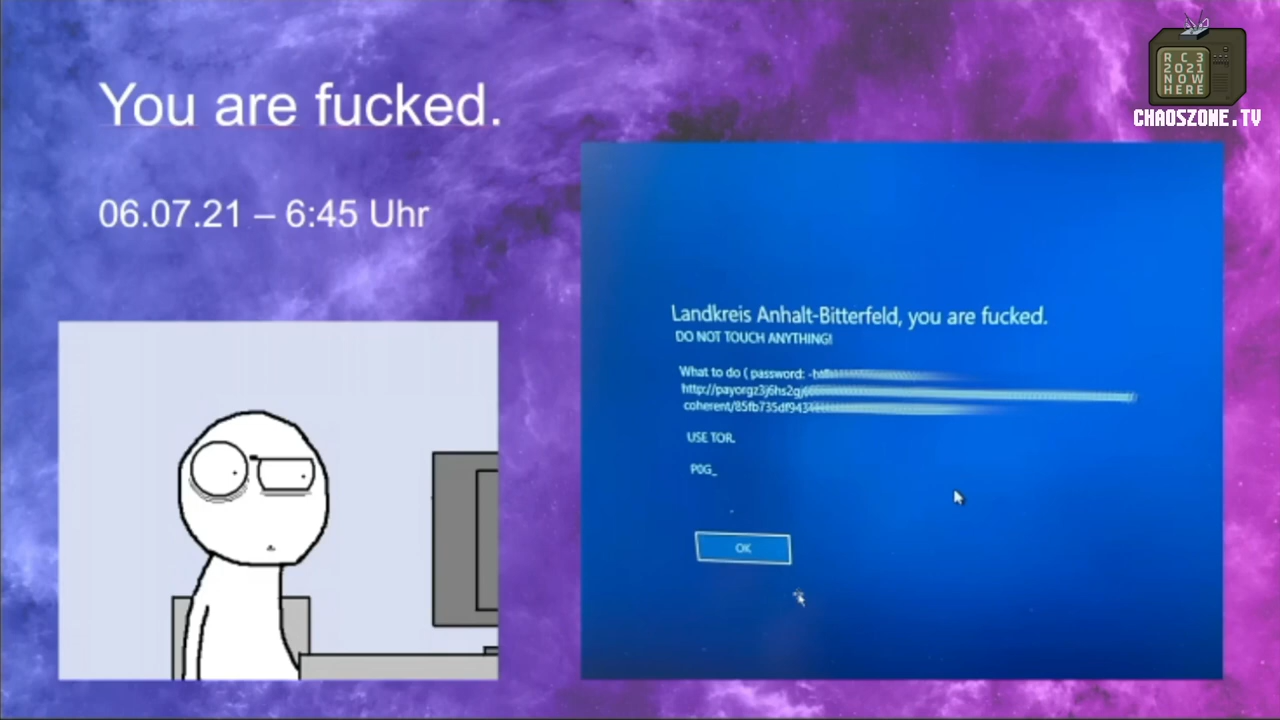 You are fucked.
06.07.21 – 6:45 Uhr
RC3
2021
NOW
HERE
CHAOSZONE.TV
Landkreis Anhalt-Bitterfeld, you are fucked.
DO NOT TOUCH ANYTHING!
What to do ( password:
USE TOR.
P0G_
OK